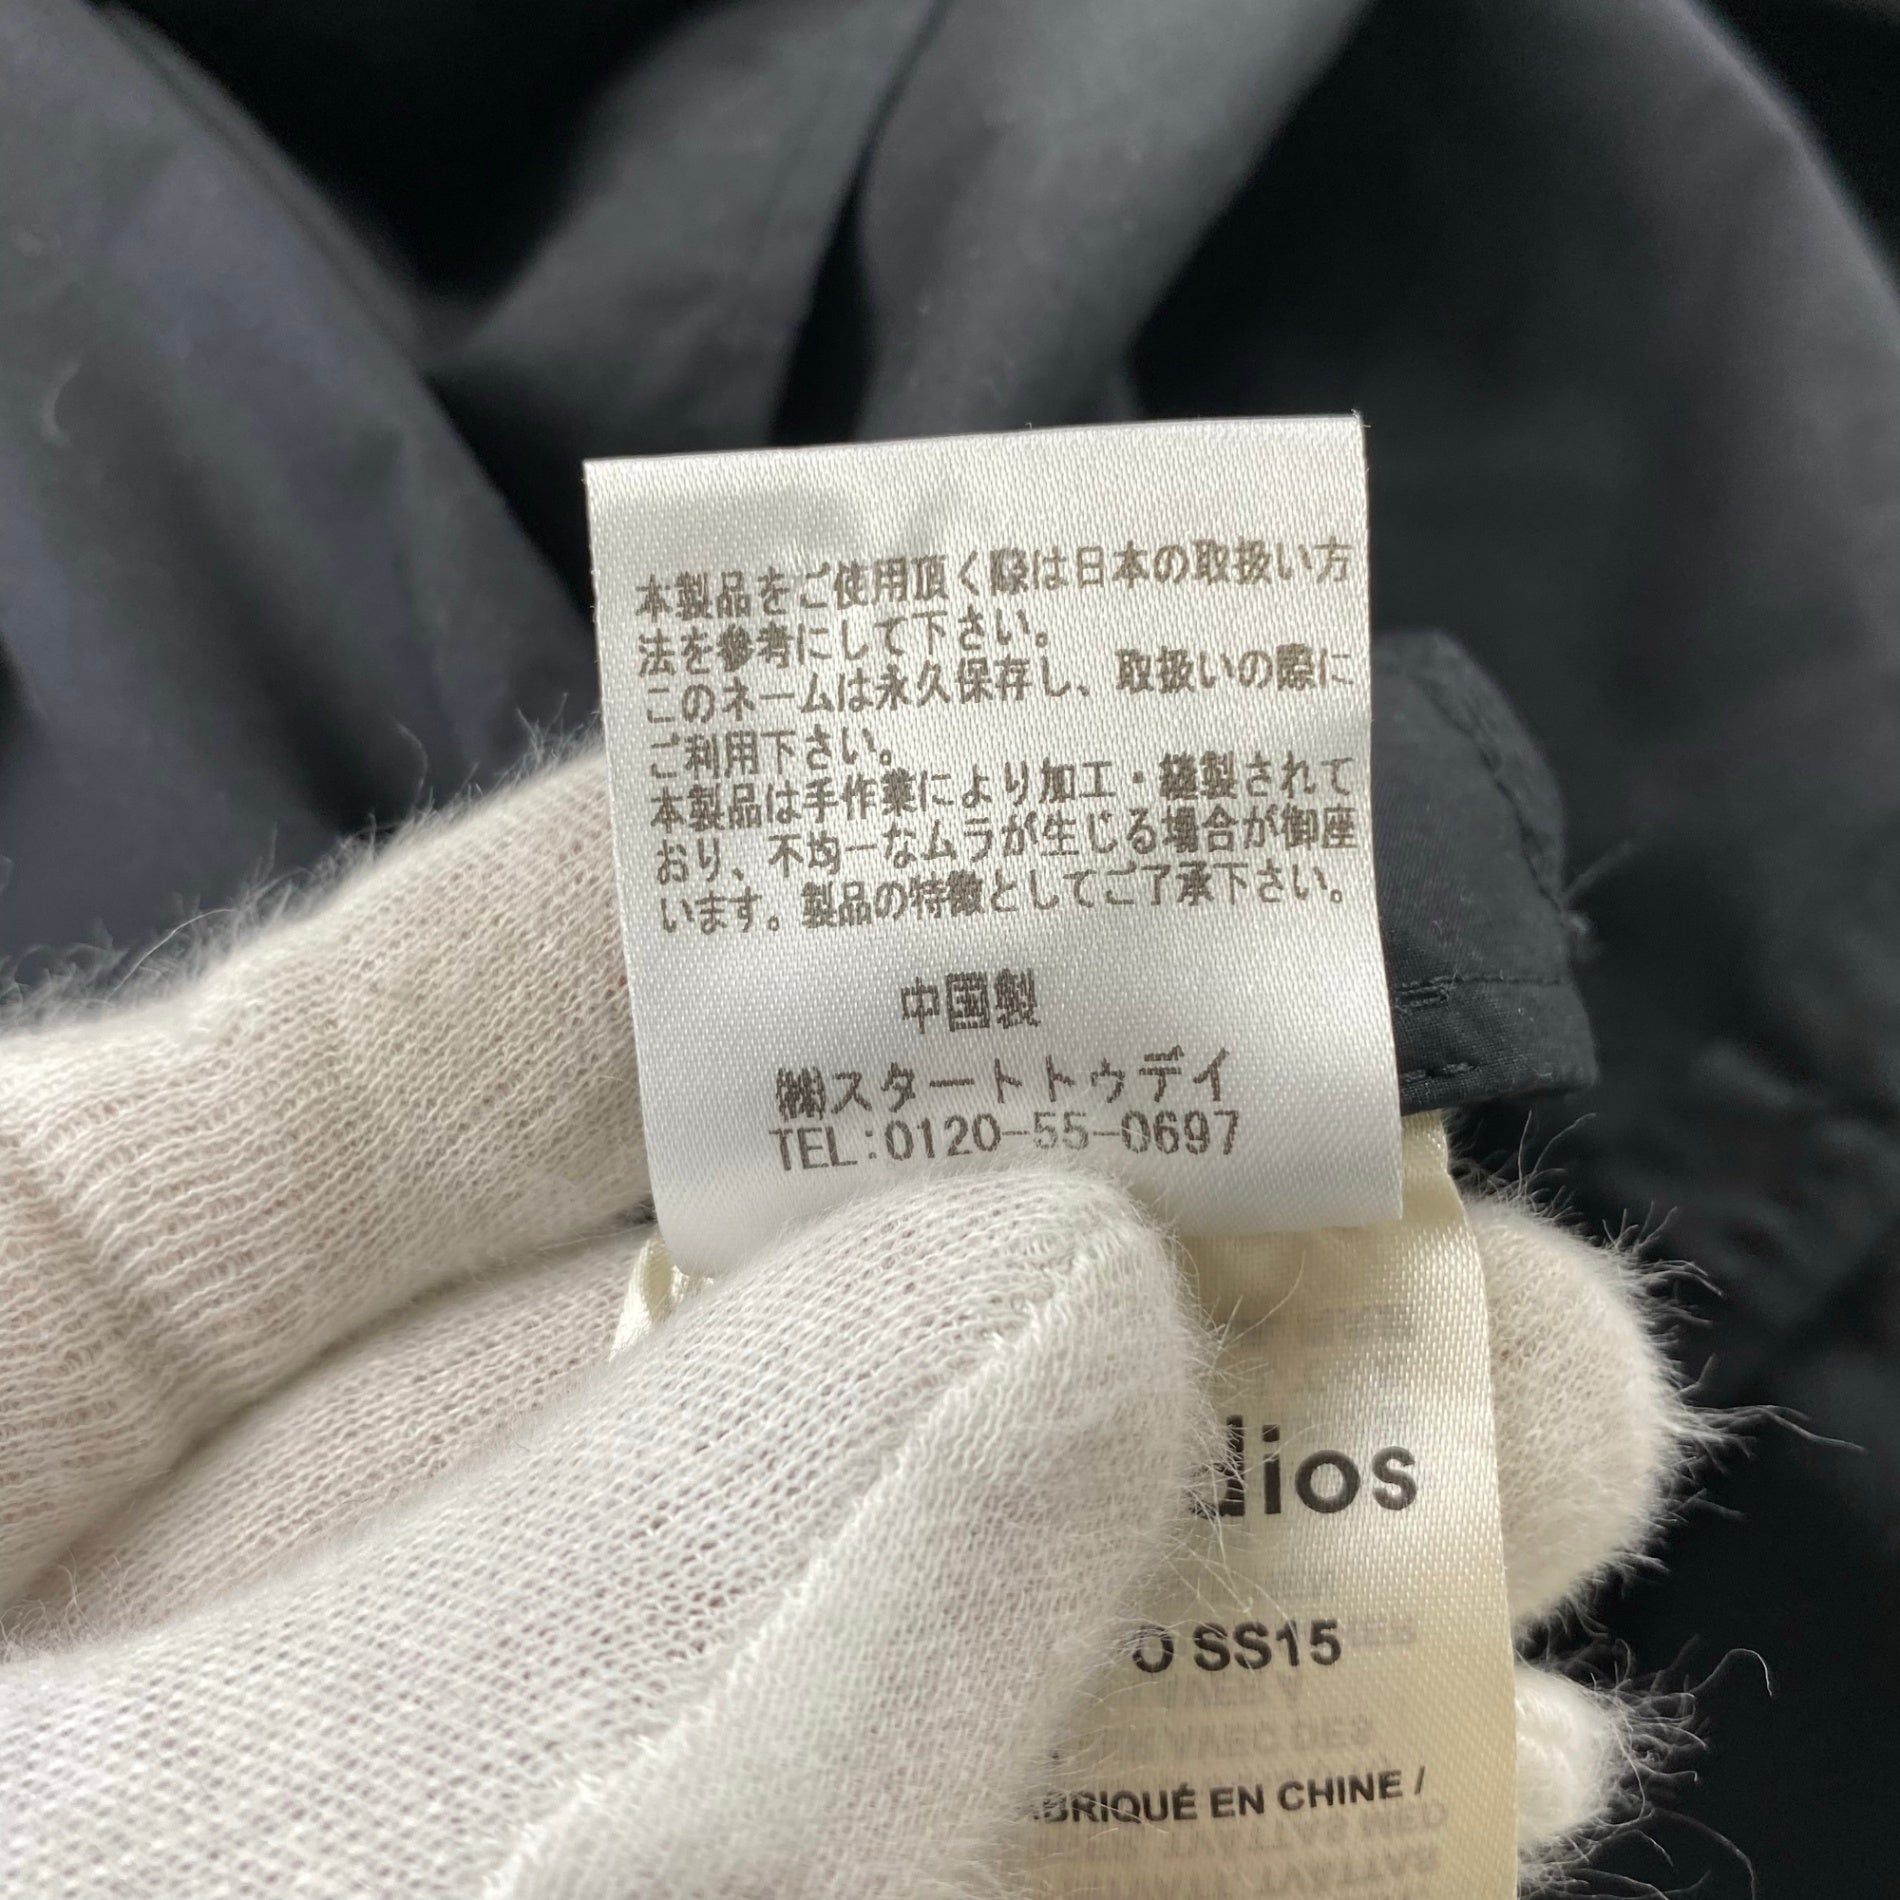 本製品をご使用頂く際は日本の取扱い方
法を参考にして下さい。
このネームは永久保存し、取扱いの際に
ご利用下さい。
本製品は手作業により加工・縫製されて
おり、不均一なムラが生じる場合が御座
います。製品の特徴としてご了承下さい。
中国製
㈱スタートトゥデイ
TEL:0120-55-0697
dios
O SS15
ABRIQUÉ EN CHINE /